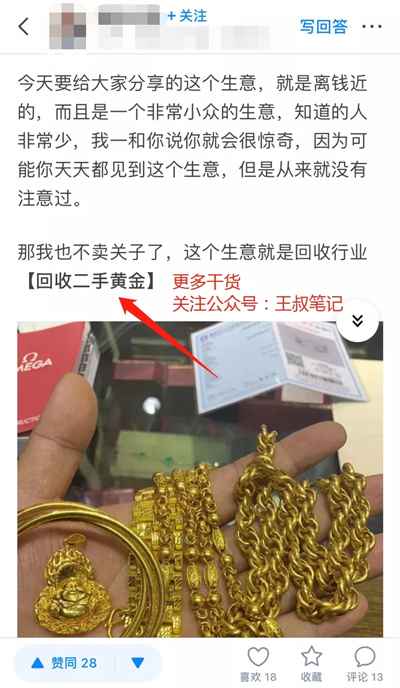 +关注
写回答
今天要给大家分享的这个生意，就是离钱近
的，而且是一个非常小众的生意，知道的人
非常少，我一和你说你就会很惊奇，因为可
能你天天都见到这个生意，但是从来就没有
注意过。
那我也不卖关子了，这个生意就是回收行业
【回收二手黄金】
更多干货
关注公众号：王叔笔记
OMEGA
赞同 28
喜欢 18
收藏
评论 13